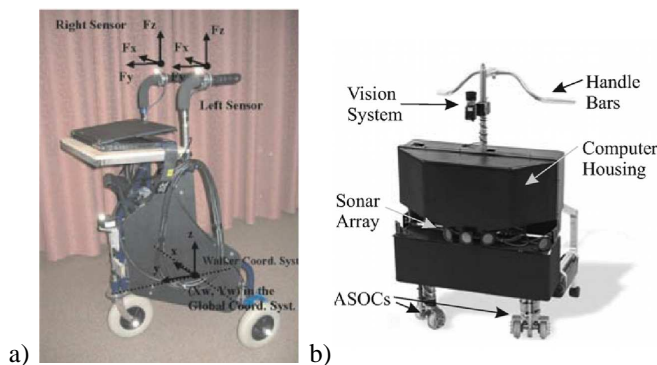 Right Sensor
Fz
Fz
Fx
Fx
Fy
Left Sensor
z
x
Walker Coord. Syst.
y
(Xw, Yw) in the
Global Coord. Syst.
a)
Vision
System
Handle
Bars
Computer
Housing
Sonar
Array
ASOCs
b)